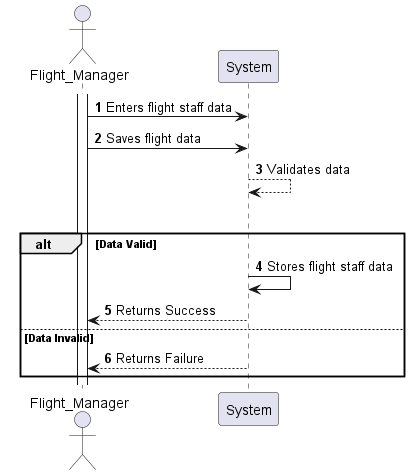 Flight_Manager
System
1 Enters flight staff data
2 Saves flight data
3 Validates data
alt [Data Valid]
4 Stores flight staff data
5 Returns Success
[Data Invalid]
6 Returns Failure
Flight_Manager
System